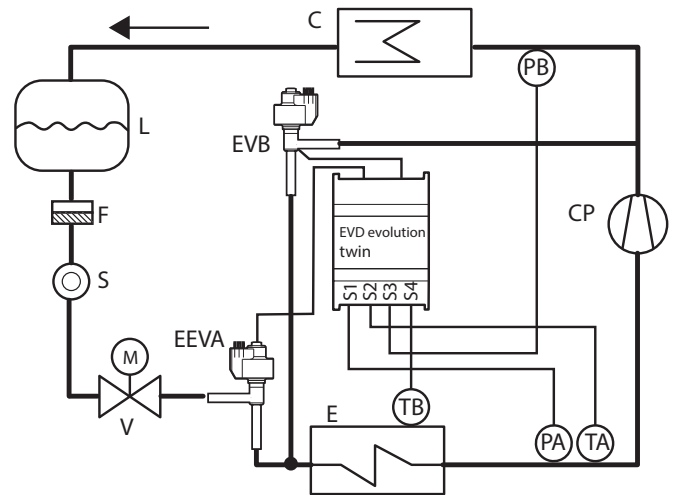 C
PB
L
EVB
EVD evolution
twin
CP
F
S1
S2
S3
S4
S
EEVA
M
V
E
TB
PA
TA